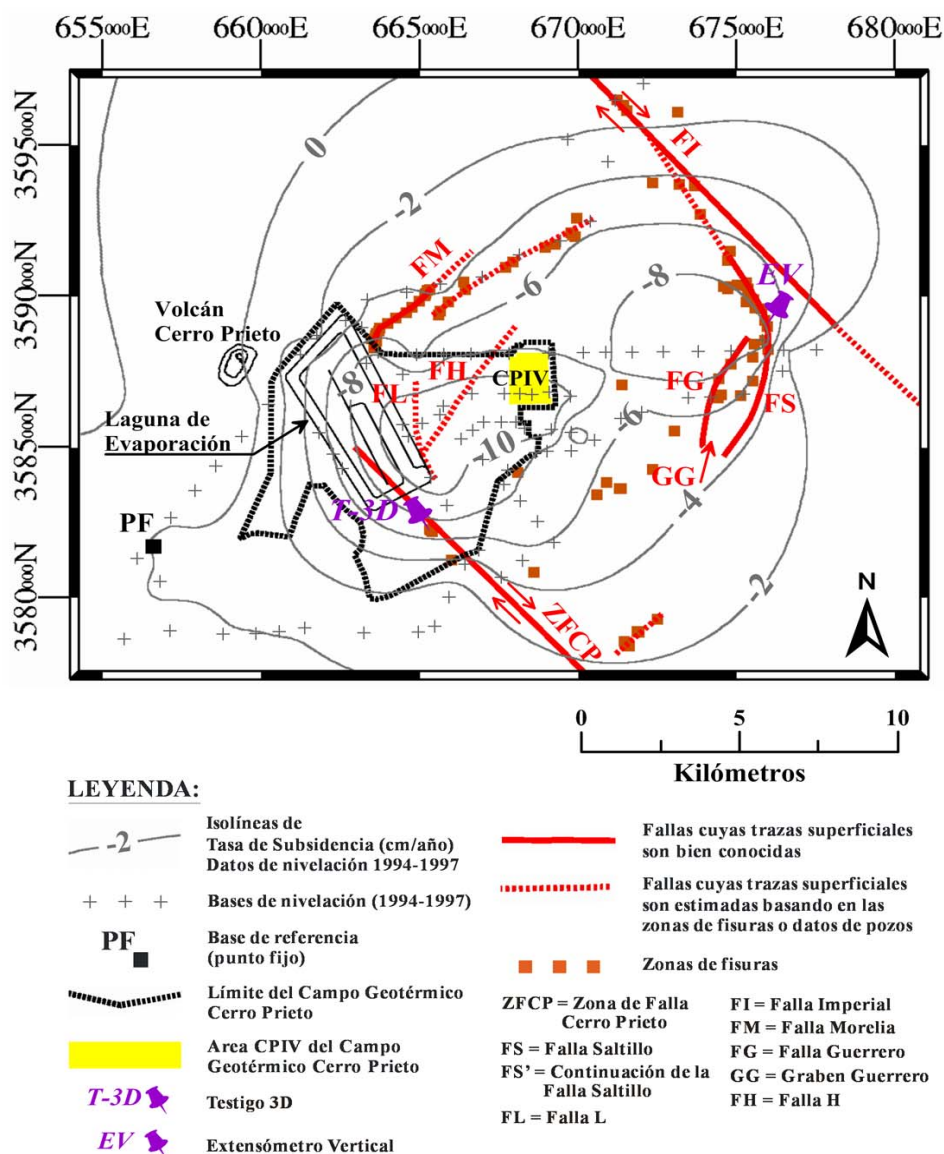 655000E 660000E 665000E 670000E 675000E 680000E
3595000N
3590000N
3585000N
3580000N
0
-2
FI
FM
-6
-8
EV
Volcán
Cerro Prieto
-8
FL
FH
CPIV
FG
FS
Laguna de
Evaporación
-10
-6
GG
-4
T-3D
PF
-2
ZFCP
N
0 5 10
Kilómetros
LEYENDA:
-2
Isolíneas de
Tasa de Subsidencia (cm/año)
Datos de nivelación 1994-1997
Bases de nivelación (1994-1997)
PF
Base de referencia
(punto fijo)
Límite del Campo Geotérmico
Cerro Prieto
Area CPIV del Campo
Geotérmico Cerro Prieto
T-3D
Testigo 3D
EV
Extensómetro Vertical
Fallas cuyas trazas superficiales
son bien conocidas
Fallas cuyas trazas superficiales
son estimadas basando en las
zonas de fisuras o datos de pozos
Zonas de fisuras
ZFCP = Zona de Falla
Cerro Prieto
FS = Falla Saltillo
FS' = Continuación de la
Falla Saltillo
FL = Falla L
FI = Falla Imperial
FM = Falla Morelia
FG = Falla Guerrero
GG = Graben Guerrero
FH = Falla H